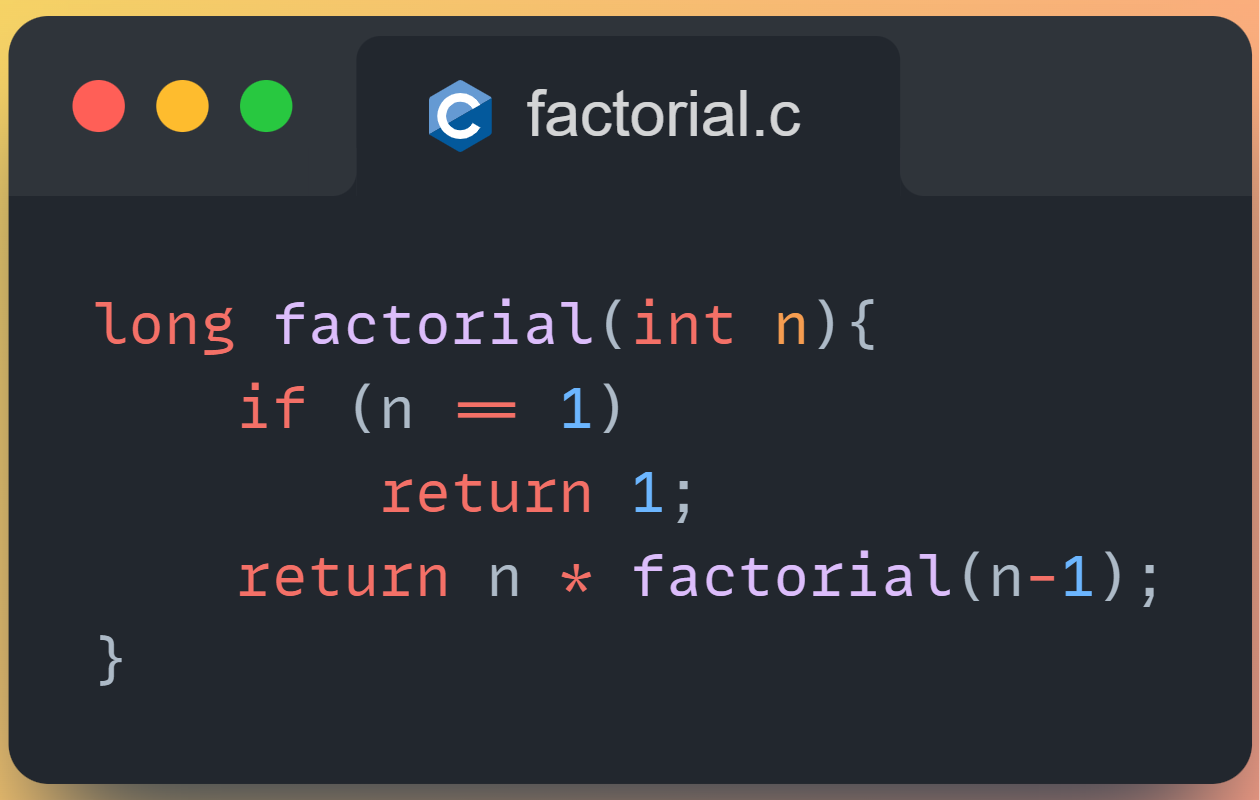 factorial.c
long factorial(int n){
    if (n == 1)
        return 1;
    return n * factorial(n-1);
}